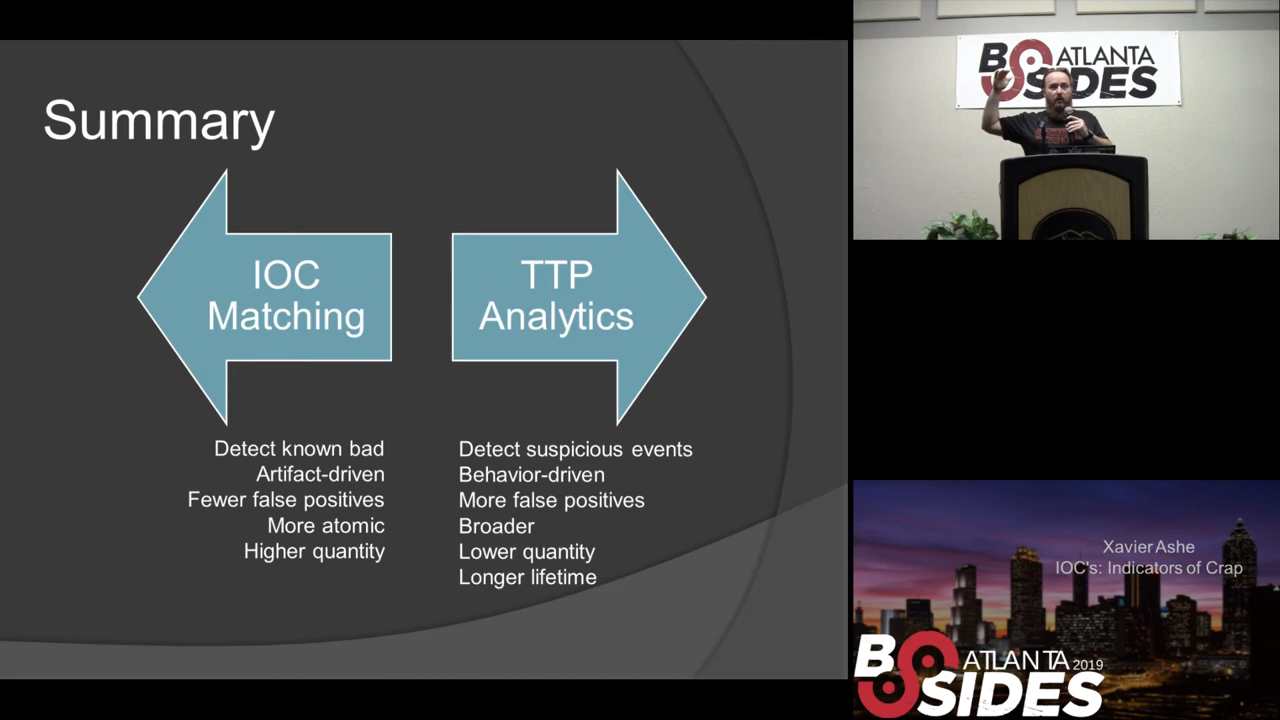 Summary
IOC
Matching
TTP
Analytics
Detect known bad
Artifact-driven
Fewer false positives
More atomic
Higher quantity
Detect suspicious events
Behavior-driven
More false positives
Broader
Lower quantity
Longer lifetime
BSIDES ATLANTA
Xavier Ashe
IOC's: Indicators of Crap
BSIDES ATLANTA 2019